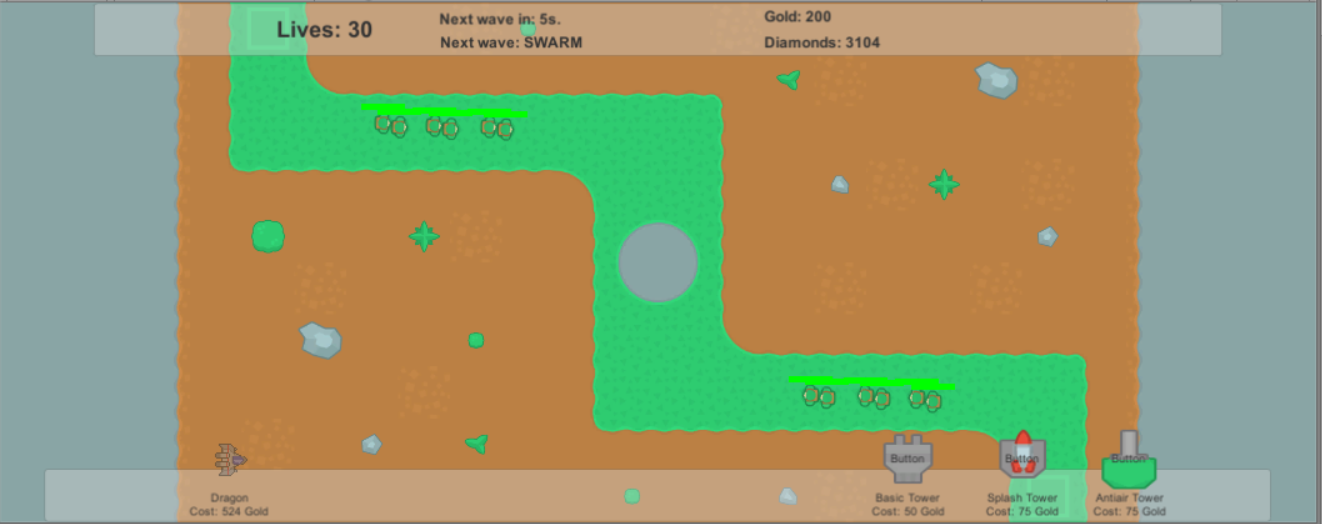 Lives: 30
Next wave in: 5s.
Next wave: SWARM
Gold: 200
Diamonds: 3104
Button
Button
Button
Dragon
Cost: 524 Gold
Basic Tower
Cost: 50 Gold
Splash Tower
Cost: 75 Gold
Antiair Tower
Cost: 75 Gold